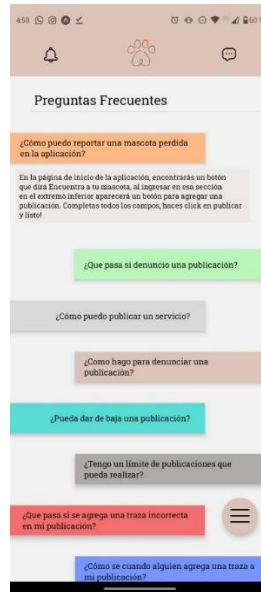 4:53
60%
Preguntas Frecuentes
¿Cómo puedo reportar una mascota perdida
en la aplicación?
En la página de inicio de la aplicación, encontrarás un botón
que dirá Encuentra a tu mascota, al ingresar en esa sección
en el extremo inferior aparecerá un botón para agregar una
publicación. Completas todos los campos, haces click en publicar
y listo!
¿Que pasa si denuncio una publicación?
¿Cómo puedo publicar un servicio?
¿Como hago para denunciar una
publicación?
¿Pueda dar de baja una publicación?
¿Tengo un límite de publicaciones que
pueda realizar?
¿Que pasa si se agrega una traza incorrecta
en mi publicación?
¿Cómo se cuando alguien agrega una traza a
mi publicación?